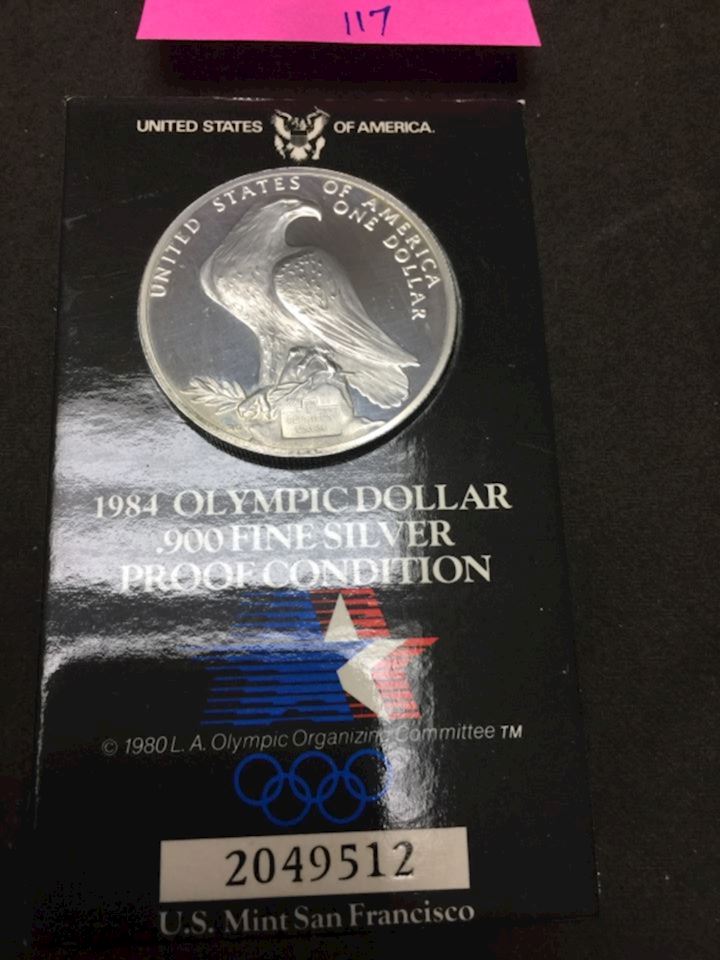 117
UNITED STATES OF AMERICA.
UNITED STATES OF AMERICA
ONE DOLLAR
1984 OLYMPIC DOLLAR
.900 FINE SILVER
PROOF CONDITION
© 1980 L. A. Olympic Organizing Committee TM
2049512
U.S. Mint San Francisco